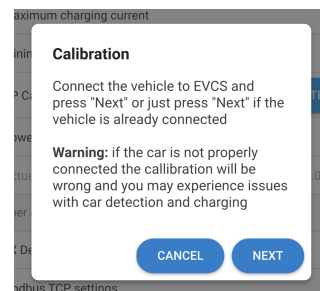 aximum charging current
Calibration
Connect the vehicle to EVCS and
press "Next" or just press "Next" if the
vehicle is already connected
Warning: if the car is not properly
connected the callibration will be
wrong and you may experience issues
with car detection and charging
CANCEL
NEXT
odbus TCP settings